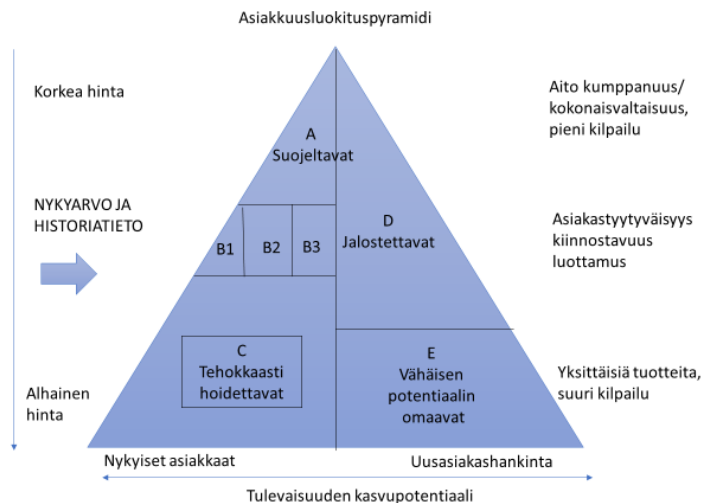 Asiakkuusluokituspyramidi
Korkea hinta
NYKYARVO JA
HISTORIATIETO
Alhainen
hinta
A
Suojeltavat
B1
B2
B3
C
Tehokkaasti
hoidettavat
D
Jalostettavat
E
Vähäisen
potentiaalin
omaavat
Aito kumppanuus/
kokonaisvaltaisuus,
pieni kilpailu
Asiakastyytyväisyys
kiinnostavuus
luottamus
Yksittäisiä tuotteita,
suuri kilpailu
Nykyiset asiakkaat
Uusasiakashankinta
Tulevaisuuden kasvupotentiaali